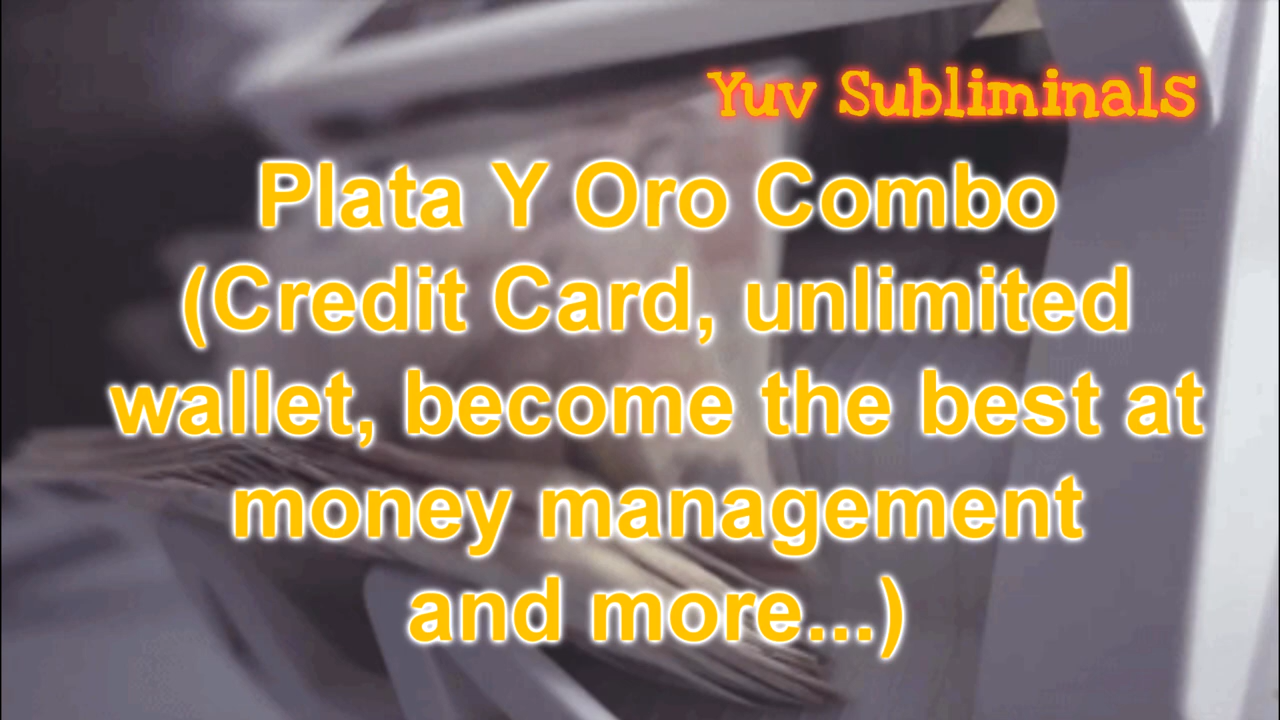 Yuv Subliminals
Plata Y Oro Combo
(Credit Card, unlimited
wallet, become the best at
money management
and more...)